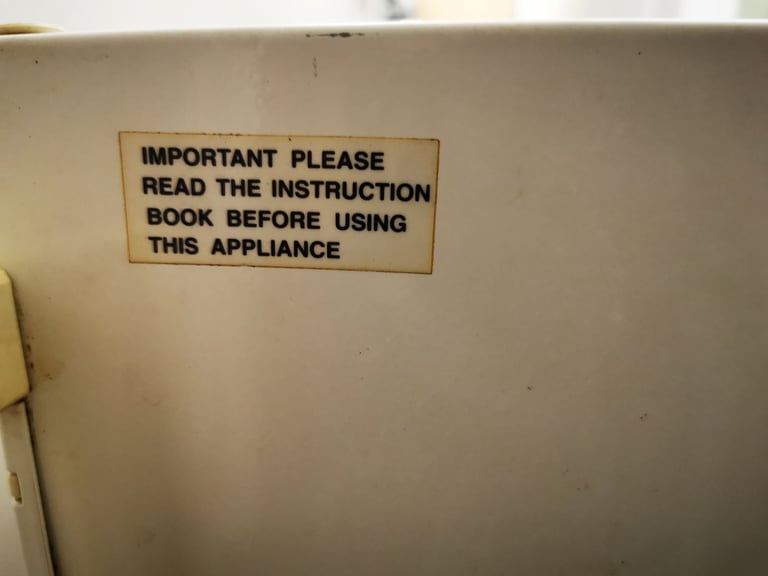 IMPORTANT PLEASE
READ THE INSTRUCTION
BOOK BEFORE USING
THIS APPLIANCE